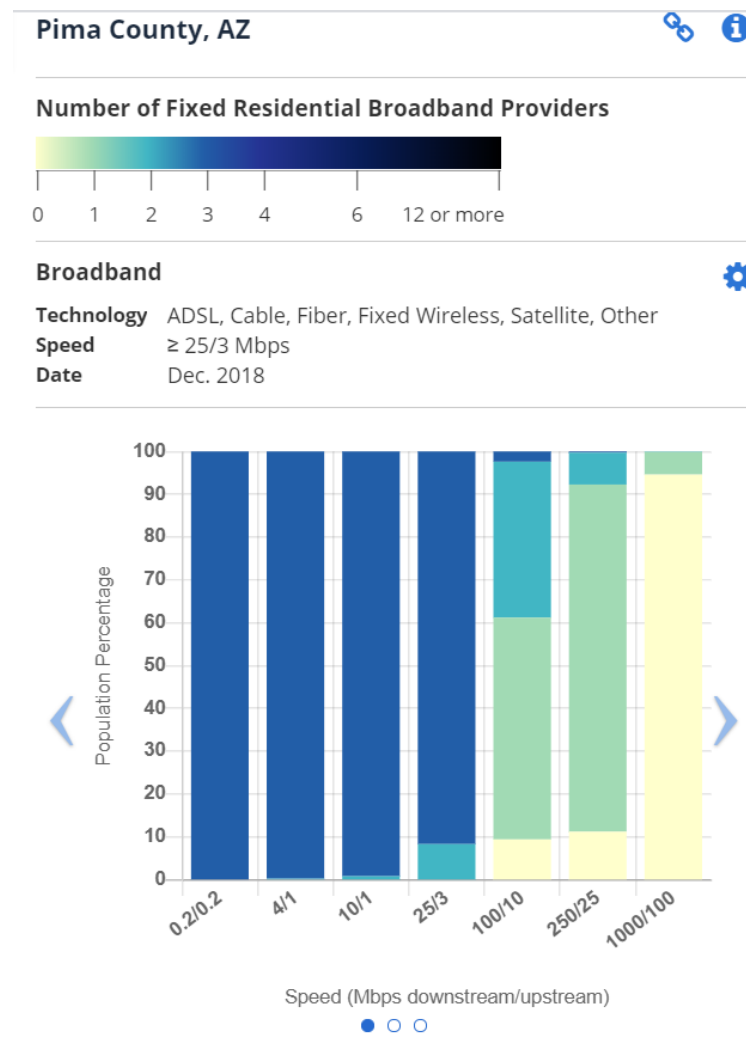 Pima County, AZ
Number of Fixed Residential Broadband Providers
0 1 2 3 4 6 12 or more
Broadband
Technology ADSL, Cable, Fiber, Fixed Wireless, Satellite, Other
Speed ≥ 25/3 Mbps
Date Dec. 2018
100
90
80
70
60
50
40
30
20
10
0
Population Percentage
0.2/0.2 4/1 10/1 25/3 100/10 250/25 1000/100
Speed (Mbps downstream/upstream)